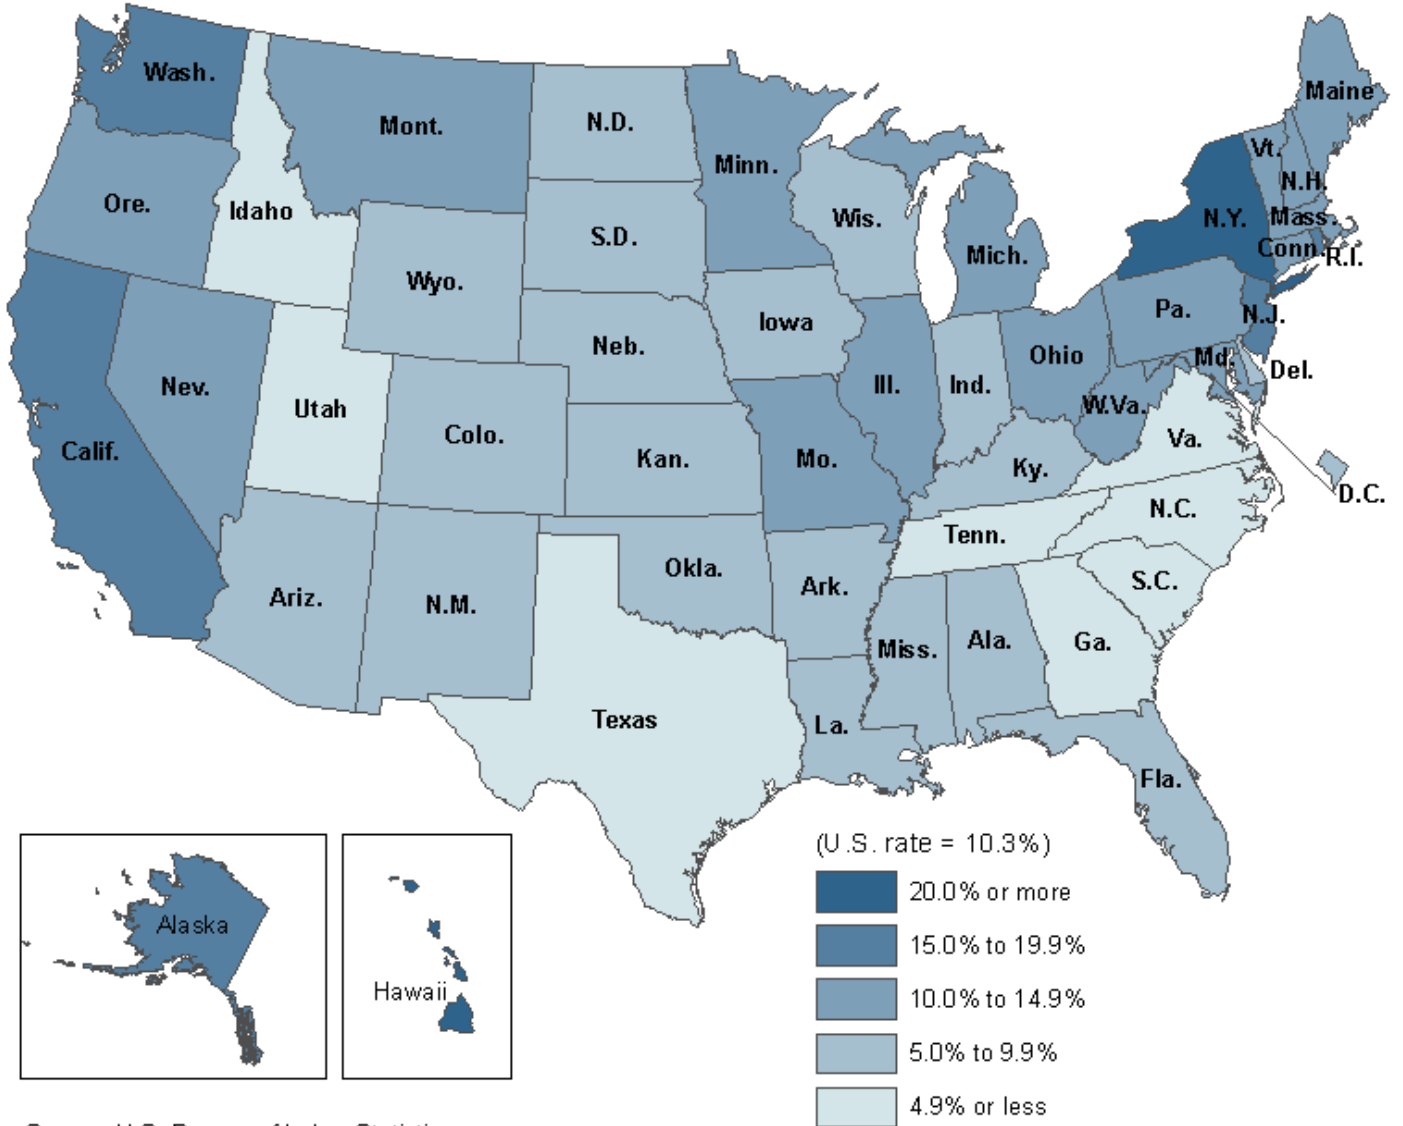 Wash.
Maine
Mont.
N.D.
Vt.
Minn.
N.H.
Ore.
Idaho
Wis.
N.Y.
Mass.
S.D.
Conn.
Mich.
R.I.
Wyo.
Pa.
N.J.
Iowa
Neb.
Ohio
Md.
Del.
Nev.
Ill.
Ind.
Utah
W.Va.
Colo.
Va.
Calif.
Kan.
Mo.
Ky.
D.C.
N.C.
Tenn.
Okla.
S.C.
Ark.
Ariz.
N.M.
Miss.
Ala.
Ga.
Texas
La.
Fla.
(U.S. rate = 10.3%)
20.0% or more
Alaska
15.0% to 19.9%
Hawaii
10.0% to 14.9%
5.0% to 9.9%
4.9% or less